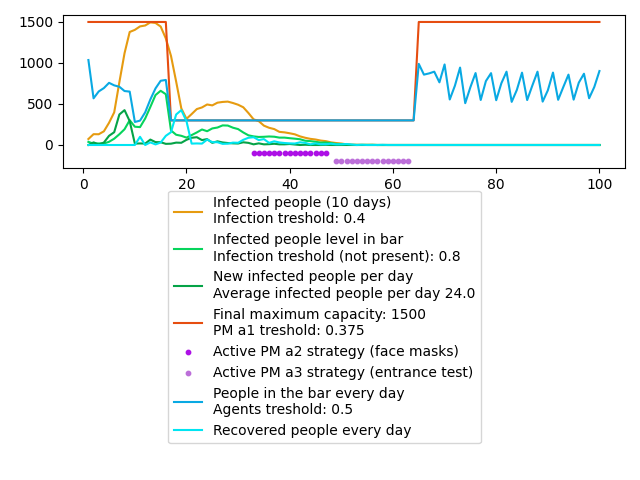 1500
1000
500
0
0
20
40
60
80
100
Infected people (10 days)
Infection treshold: 0.4
Infected people level in bar
Infection treshold (not present): 0.8
New infected people per day
Average infected people per day 24.0
Final maximum capacity: 1500
PM a1 treshold: 0.375
Active PM a2 strategy (face masks)
Active PM a3 strategy (entrance test)
People in the bar every day
Agents treshold: 0.5
Recovered people every day